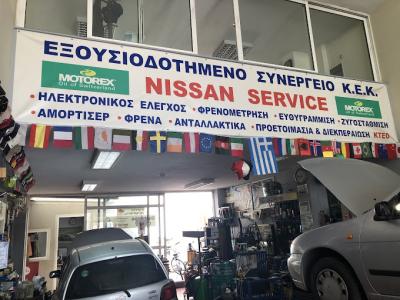 ΕΞΟΥΣΙΟΔΟΤΗΜΕΝΟ ΣΥΝΕΡΓΕΙΟ Κ.Ε.Κ.
MOTOREX
Oil of Switzerland
NISSAN SERVICE
MOTOREX
Oil of Switzerland
• ΗΛΕΚΤΡΟΝΙΚΟΣ ΕΛΕΓΧΟΣ • ΦΡΕΝΟΜΕΤΡΗΣΗ • ΕΥΘΥΓΡΑΜΜΙΣΗ - ΖΥΓΟΣΤΑΘΜΙΣΗ
• ΑΜΟΡΤΙΣΕΡ • ΦΡΕΝΑ • ΑΝΤΑΛΛΑΚΤΙΚΑ • ΠΡΟΕΤΟΙΜΑΣΙΑ & ΔΙΕΚΠΕΡΑΙΩΣΗ ΚΤΕΟ